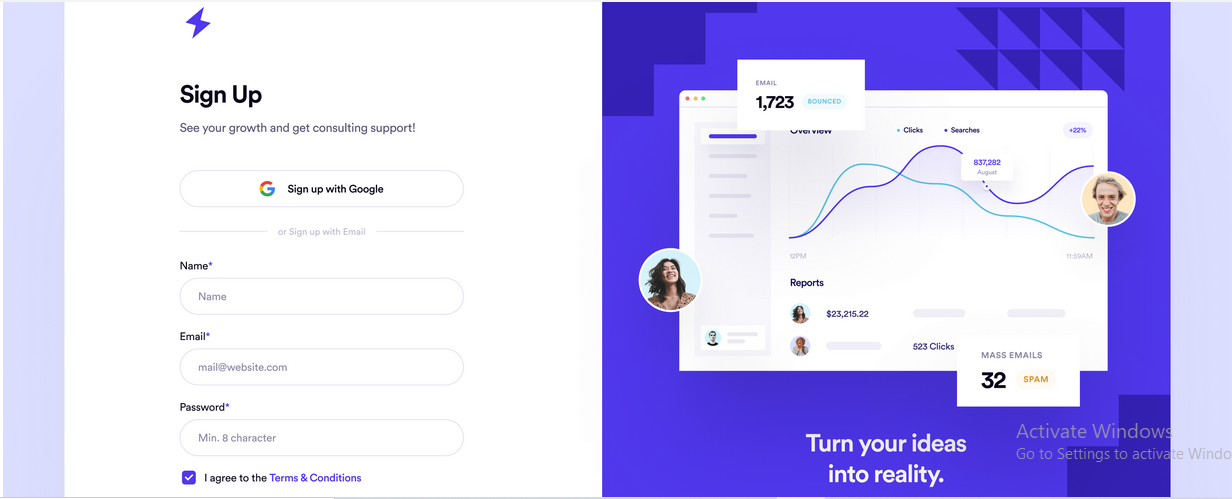 Sign Up
See your growth and get consulting support!
Sign up with Google
or Sign up with Email
Name*
Name
Email*
mail@website.com
Password*
Min. 8 character
I agree to the Terms & Conditions
EMAIL
1,723 BOUNCED
Overview
Clicks Searches +22%
837,282
August
12PM 11:59AM
Reports
$23,215.22
523 Clicks
MASS EMAILS
32 SPAM
Turn your ideas
into reality.
Activate Windows
Go to Settings to activate Windo